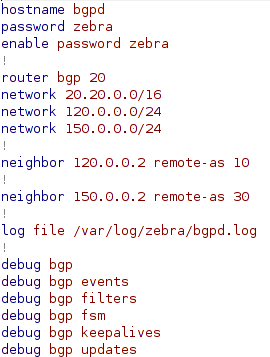 hostname bgpd
password zebra
enable password zebra
!
router bgp 20
network 20.20.0.0/16
network 120.0.0.0/24
network 150.0.0.0/24
!
neighbor 120.0.0.2 remote-as 10
!
neighbor 150.0.0.2 remote-as 30
!
log file /var/log/zebra/bgpd.log
!
debug bgp
debug bgp events
debug bgp filters
debug bgp fsm
debug bgp keepalives
debug bgp updates